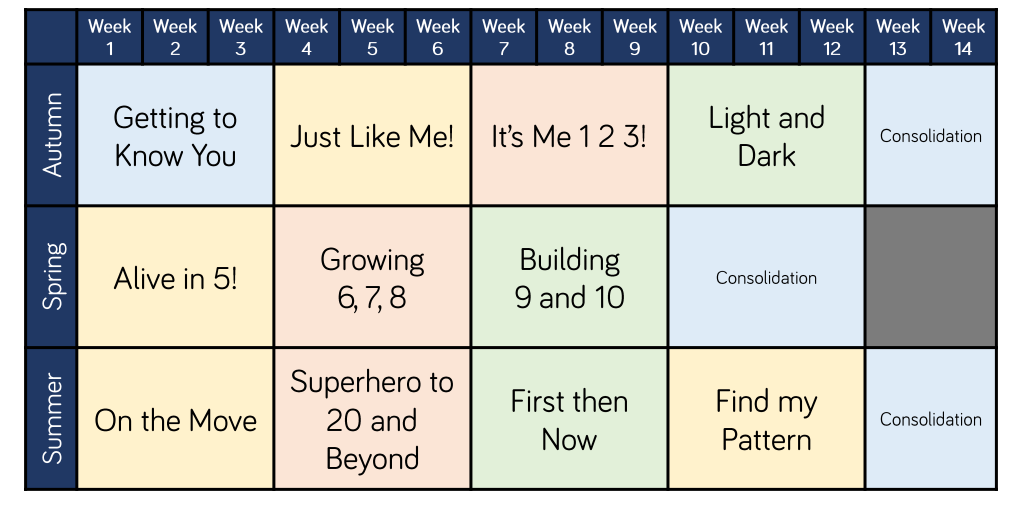 Week 1
Week 2
Week 3
Week 4
Week 5
Week 6
Week 7
Week 8
Week 9
Week 10
Week 11
Week 12
Week 13
Week 14
Autumn
Getting to
Know You
Just Like Me!
It's Me 1 2 3!
Light and
Dark
Consolidation
Spring
Alive in 5!
Growing
6, 7, 8
Building
9 and 10
Consolidation
Summer
On the Move
Superhero to
20 and
Beyond
First then
Now
Find my
Pattern
Consolidation